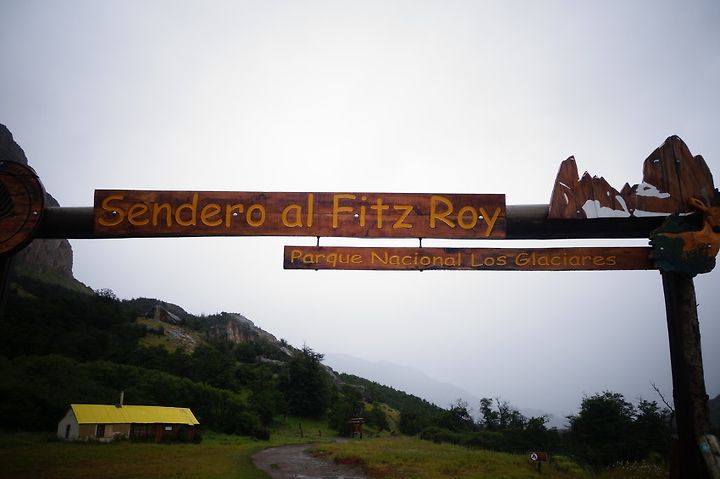 Sendero al Fitz Roy
Parque Nacional Los Glaciares